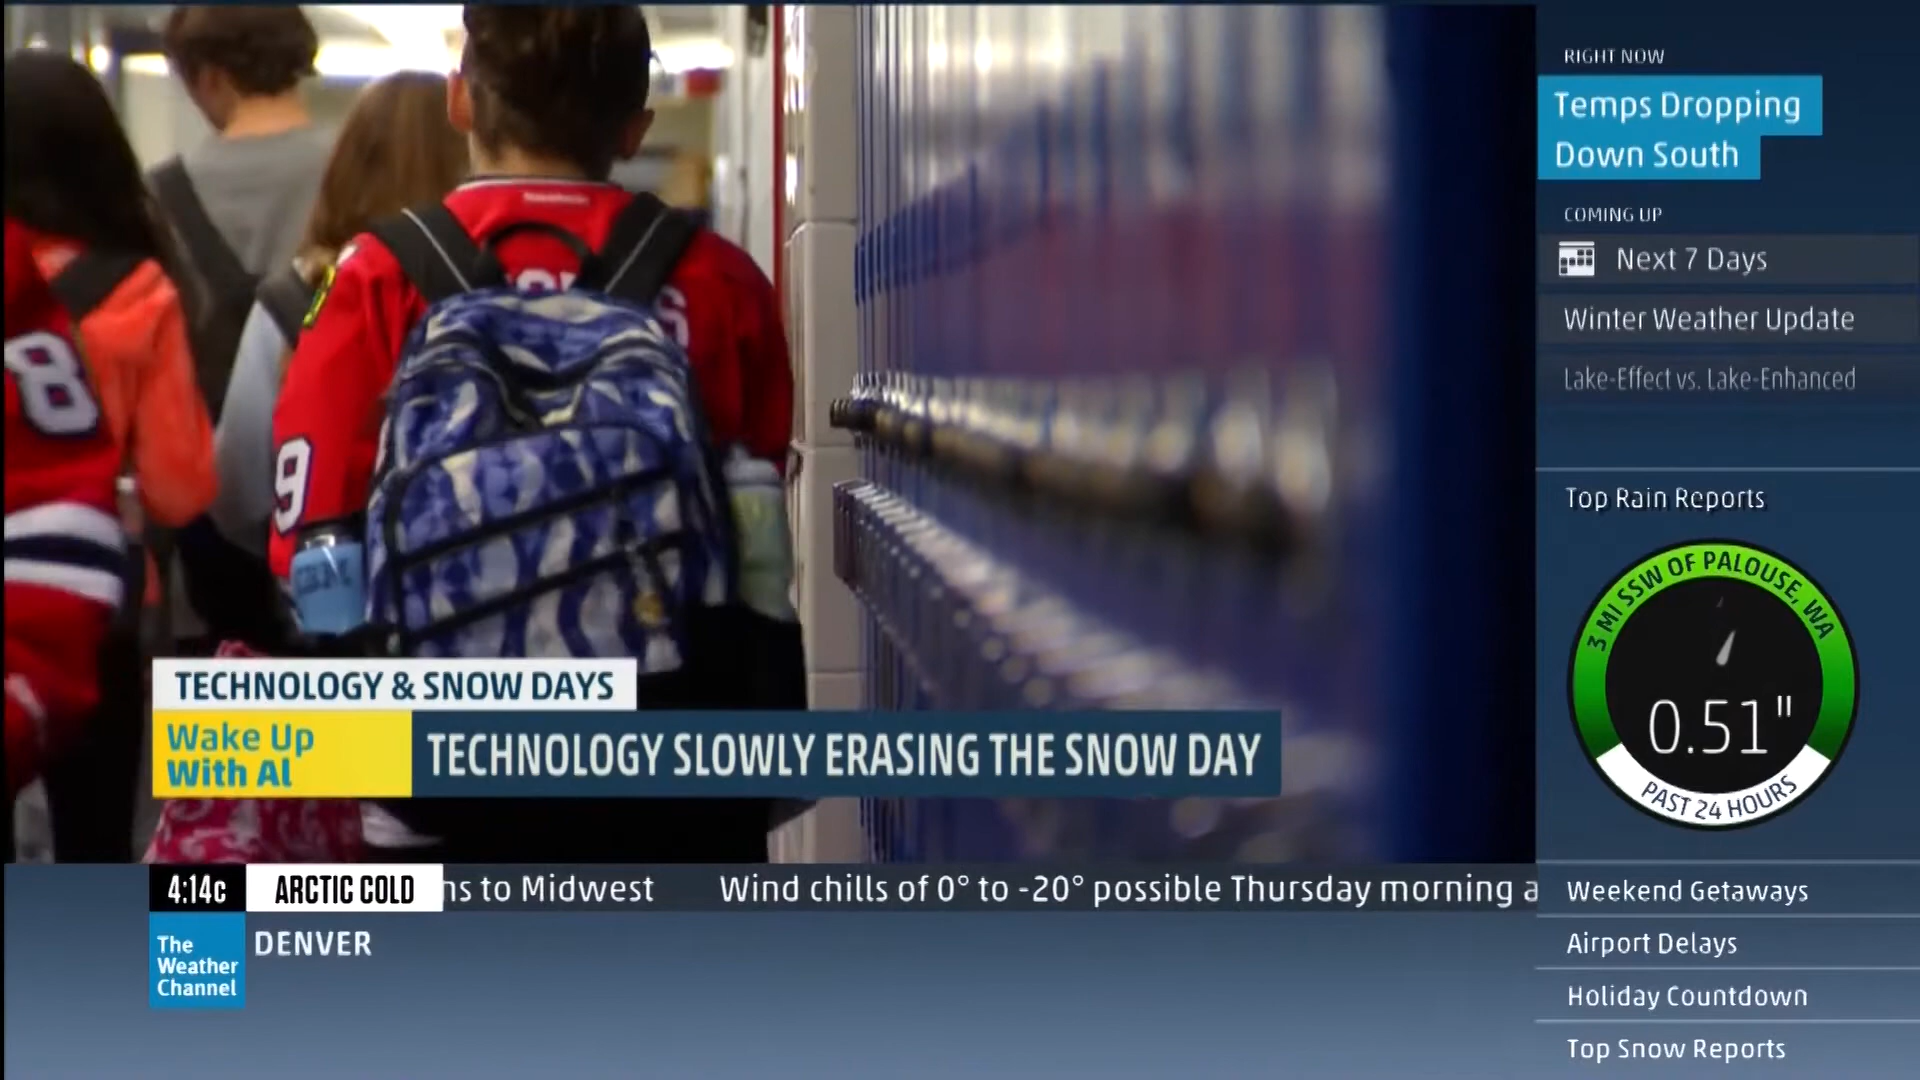 RIGHT NOW
Temps Dropping
Down South
COMING UP
Next 7 Days
Winter Weather Update
Lake-Effect vs. Lake-Enhanced
Top Rain Reports
3 MI SSW OF PALOUSE, WA
0.51"
PAST 24 HOURS
8
9
TECHNOLOGY & SNOW DAYS
Wake Up
With Al
TECHNOLOGY SLOWLY ERASING THE SNOW DAY
4:14c
ARCTIC COLD
ns to Midwest Wind chills of 0° to -20° possible Thursday morning a
The
Weather
Channel
DENVER
Weekend Getaways
Airport Delays
Holiday Countdown
Top Snow Reports